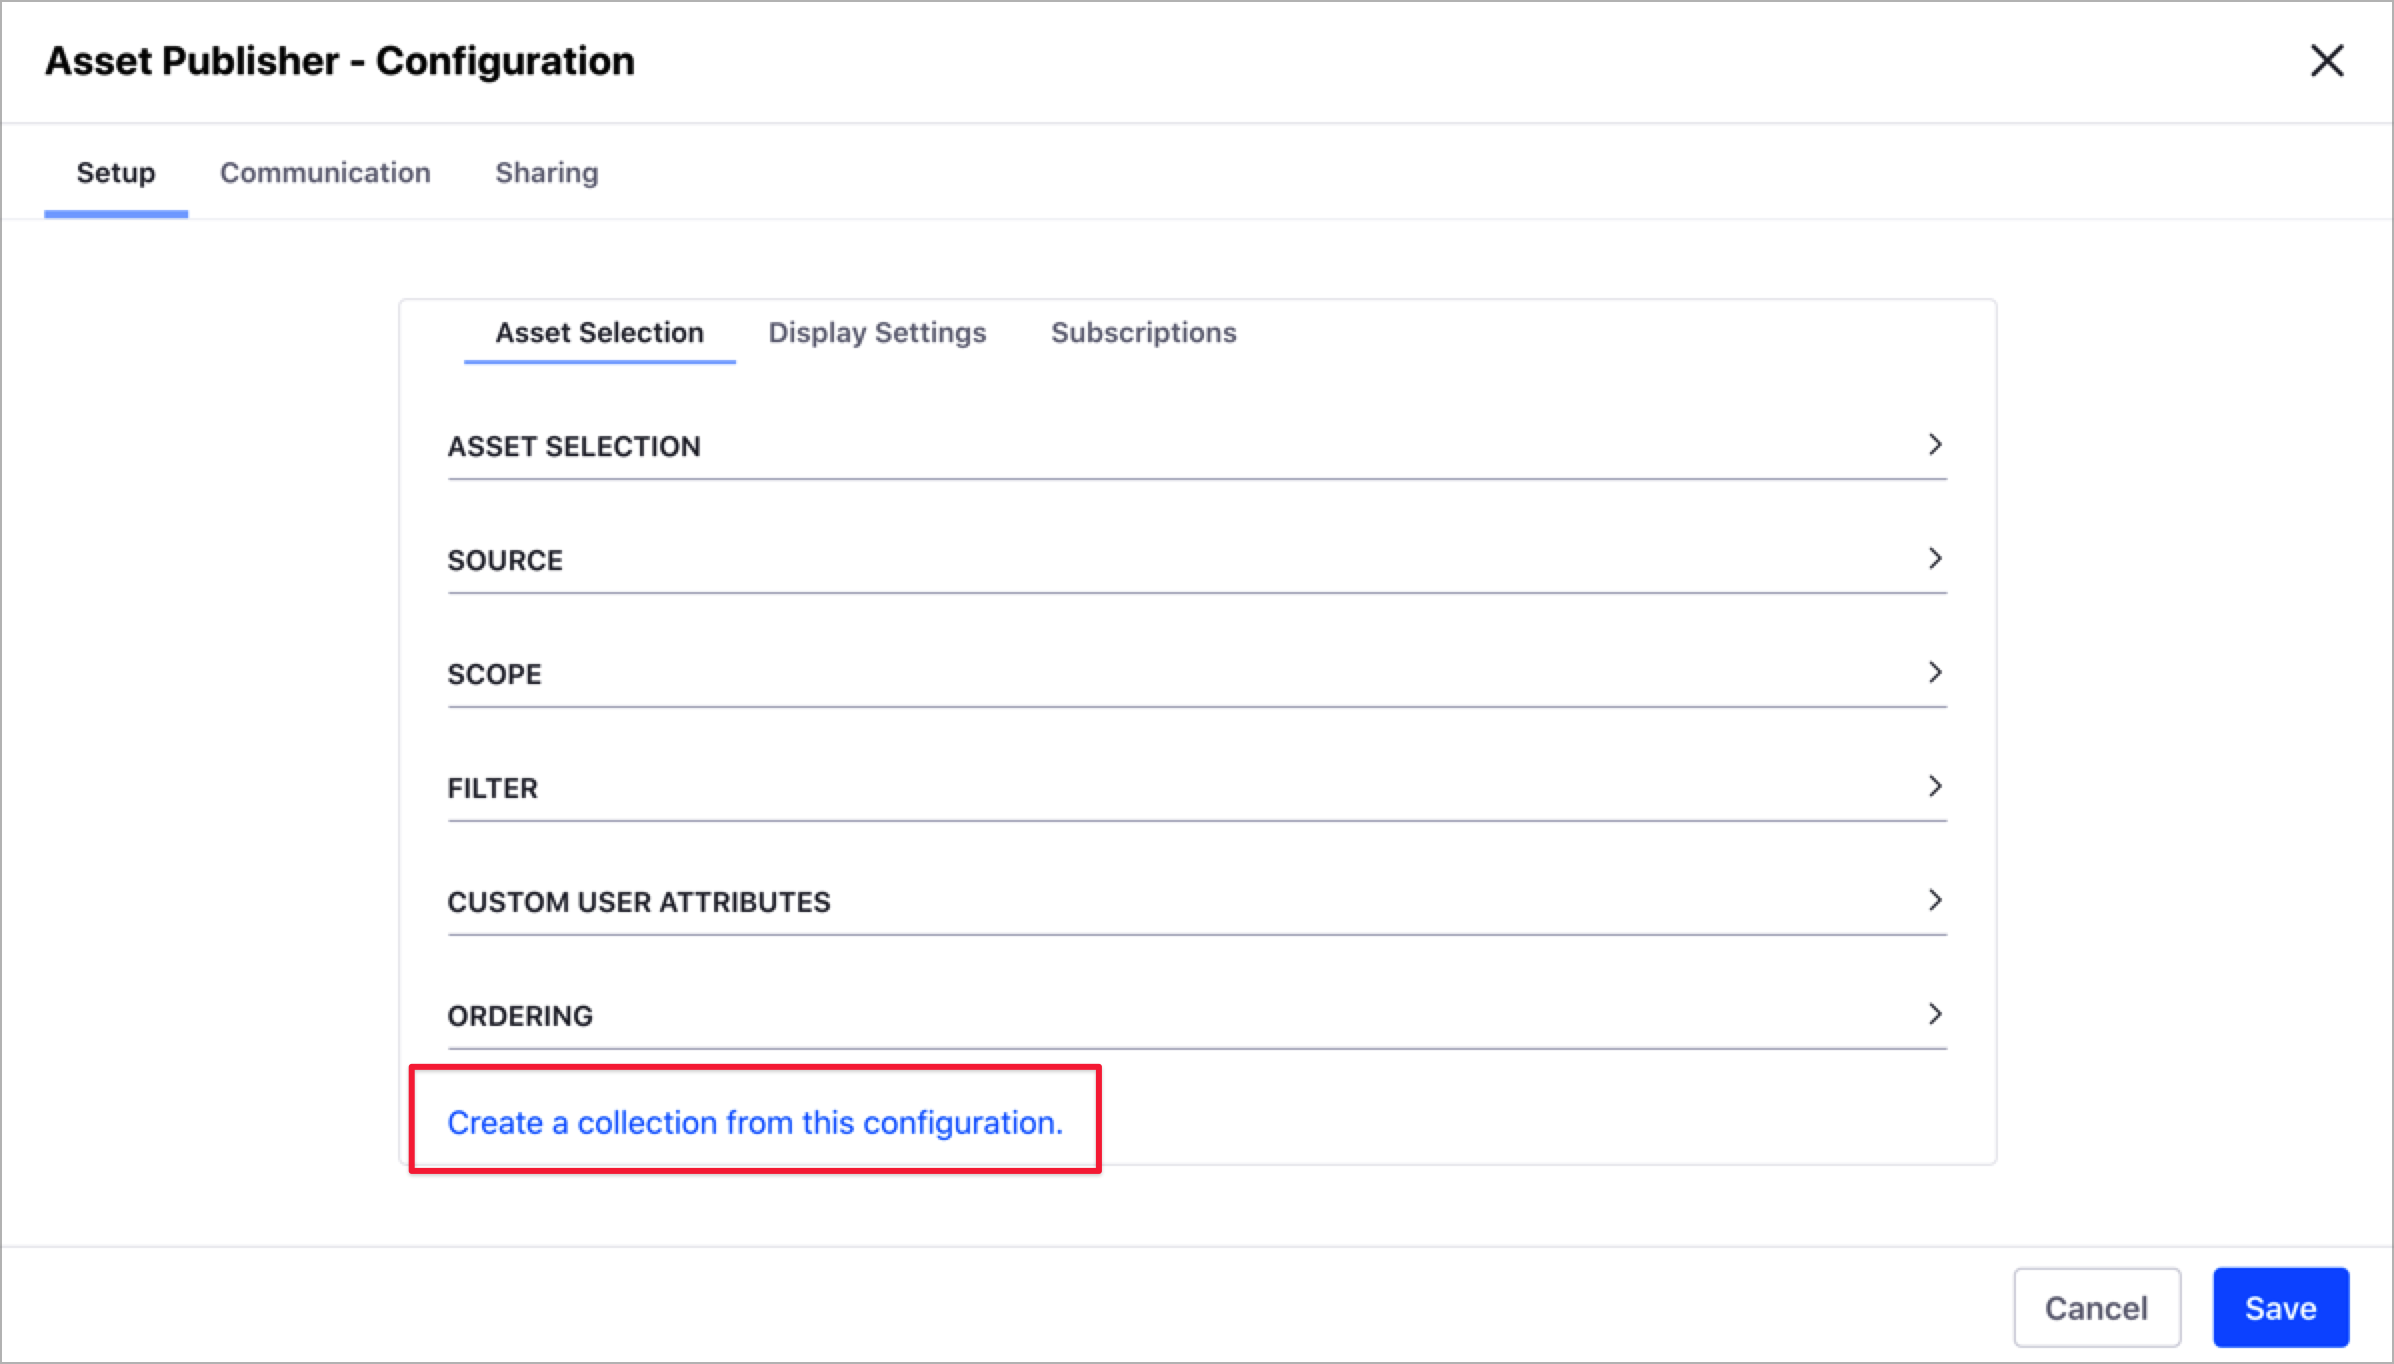 Asset Publisher - Configuration
Setup Communication Sharing
Asset Selection Display Settings Subscriptions
ASSET SELECTION
SOURCE
SCOPE
FILTER
CUSTOM USER ATTRIBUTES
ORDERING
Create a collection from this configuration.
Cancel Save